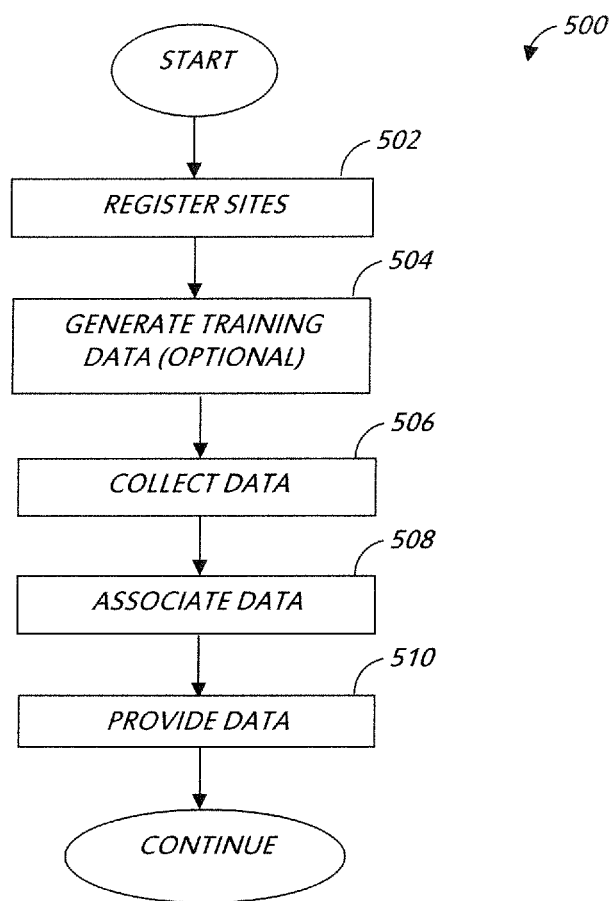 500
START
502
REGISTER SITES
504
GENERATE TRAINING
DATA (OPTIONAL)
506
COLLECT DATA
508
ASSOCIATE DATA
510
PROVIDE DATA
CONTINUE